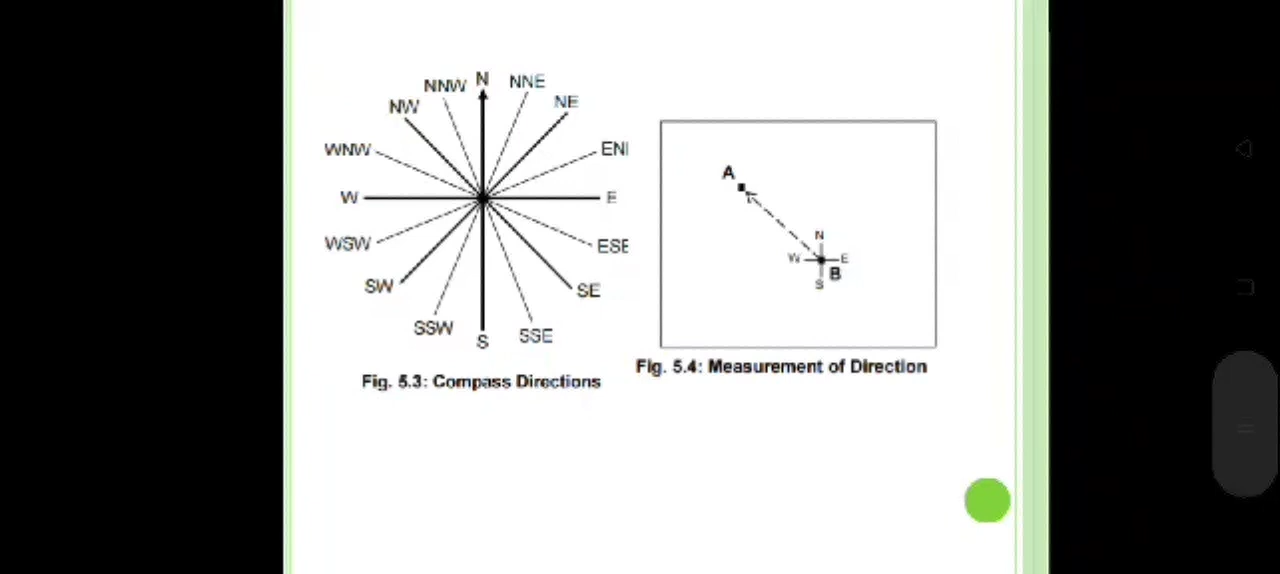 N
NNW
NNE
NW
NE
WNW
W
E
WSW
SW
SE
SSW
SSE
S
Fig. 5.3: Compass Directions
A
N
W
E
B
S
Fig. 5.4: Measurement of Direction